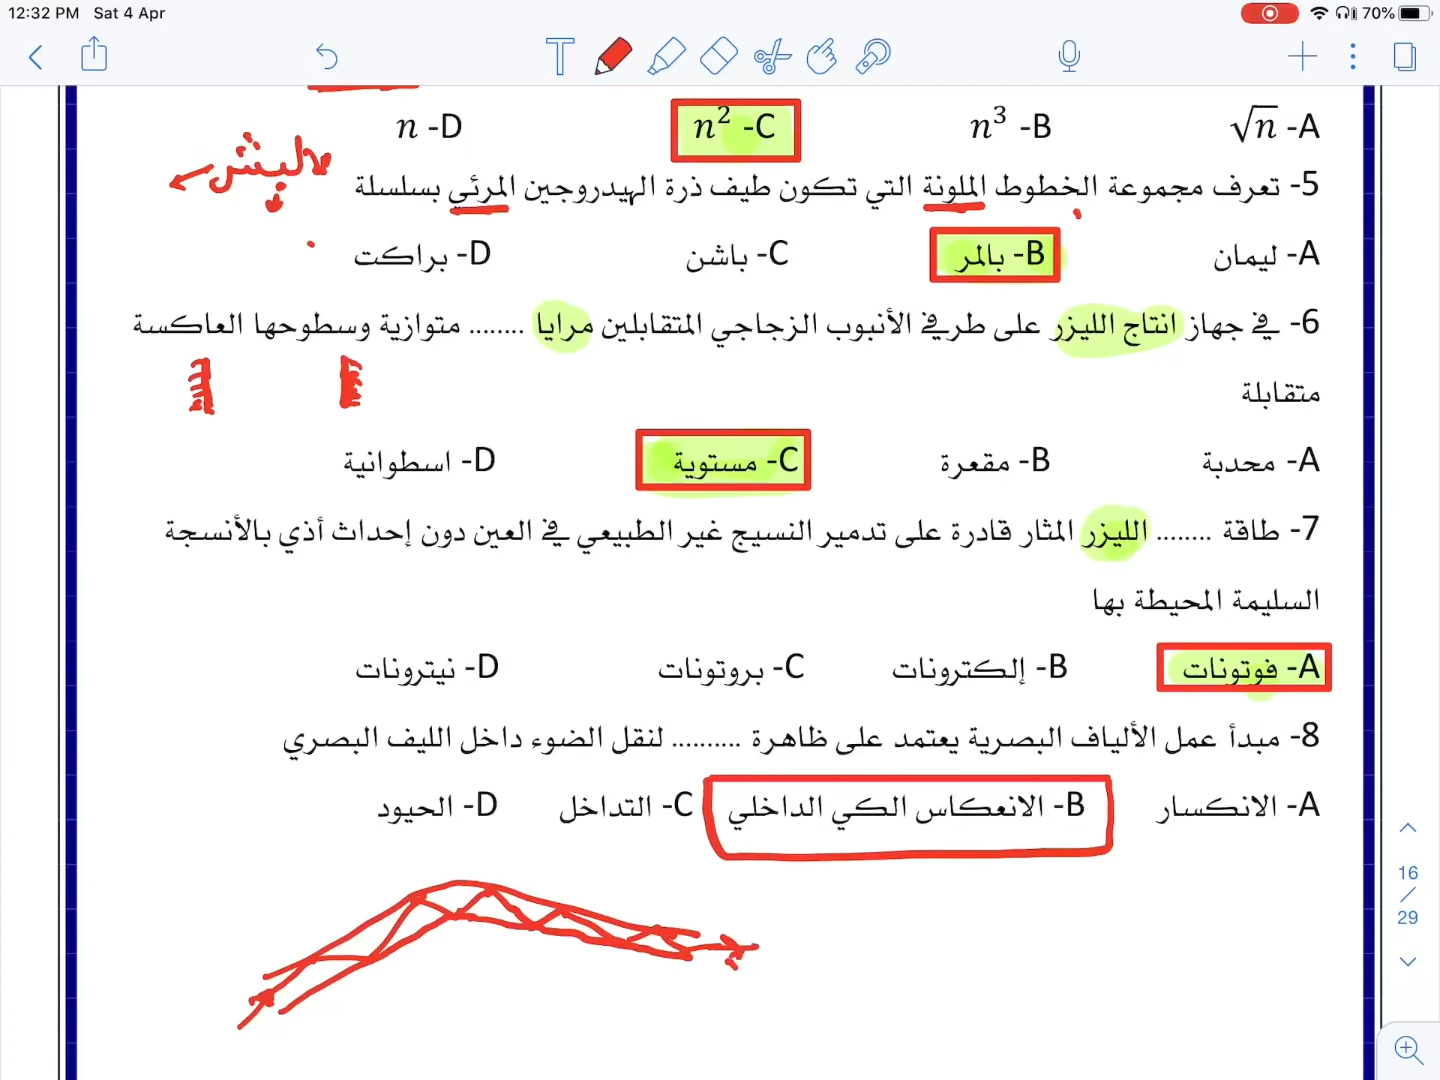 12:32 PM Sat 4 Apr
70%
T
A- √n B- n³ C- n² D- n
5- تعرف مجموعة الخطوط الملونة التي تكون طيف ذرة الهيدروجين المرئي بسلسلة
A- ليمان B- بالمر C- باشن D- براكت
6- في جهاز انتاج الليزر على طرفي الأنبوب الزجاجي المتقابلين مرايا ........ متوازية وسطوحها العاكسة
متقابلة
A- محدبة B- مقعرة C- مستوية D- اسطوانية
7- طاقة ........ الليزر المثار قادرة على تدمير النسيج غير الطبيعي في العين دون إحداث أذي بالأنسجة
السليمة المحيطة بها
A- فوتونات B- إلكترونات C- بروتونات D- نيترونات
8- مبدأ عمل الألياف البصرية يعتمد على ظاهرة .......... لنقل الضوء داخل الليف البصري
A- الانكسار B- الانعكاس الكي الداخلي C- التداخل D- الحيود
16
/
29